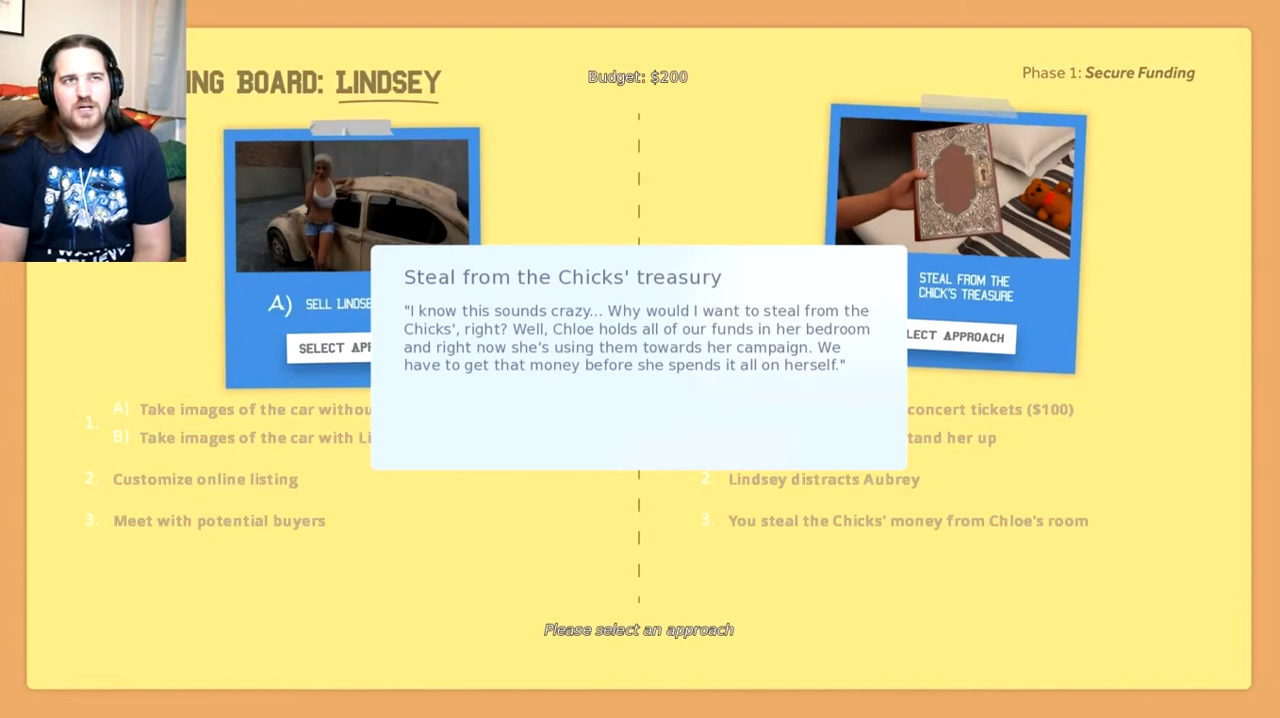 ING BOARD: LINDSEY
Budget: $200
Phase 1: Secure Funding
A) SELL LINDSE
SELECT APP
STEAL FROM THE
CHICK'S TREASURE
LECT APPROACH
Steal from the Chicks' treasury
"I know this sounds crazy... Why would I want to steal from the
Chicks', right? Well, Chloe holds all of our funds in her bedroom
and right now she's using them towards her campaign. We
have to get that money before she spends it all on herself."
1.
A) Take images of the car withou
B) Take images of the car with Li
2. Customize online listing
3. Meet with potential buyers
concert tickets ($100)
tand her up
2. Lindsey distracts Aubrey
3. You steal the Chicks' money from Chloe's room
Please select an approach